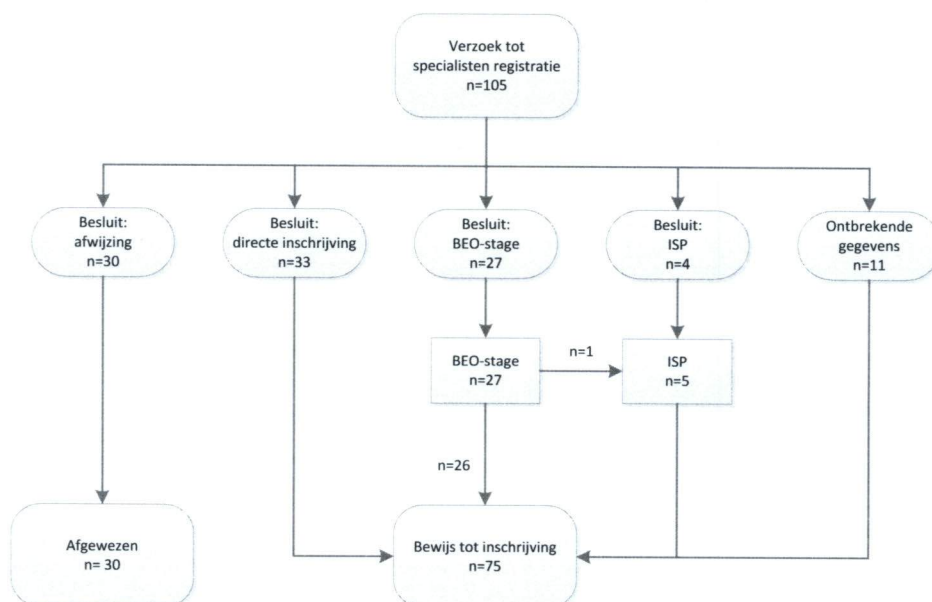 Verzoek tot
specialisten registratie
n=105
Besluit:
afwijzing
n=30
Besluit:
directe inschrijving
n=33
Besluit:
BEO-stage
n=27
Besluit:
ISP
n=4
Ontbrekende
gegevens
n=11
BEO-stage
n=27
n=1
ISP
n=5
n=26
Afgewezen
n= 30
Bewijs tot inschrijving
n=75